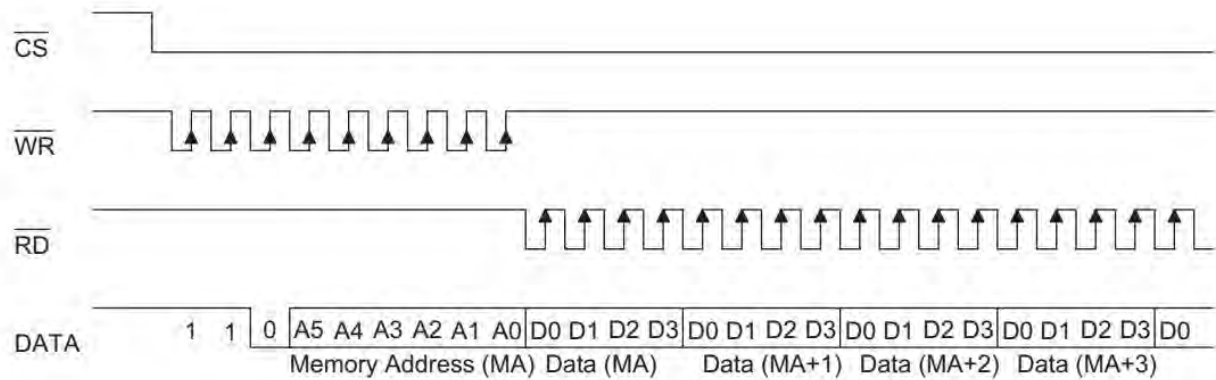 CS
WR
RD
DATA 1 1 0 A5 A4 A3 A2 A1 A0 D0 D1 D2 D3 D0 D1 D2 D3 D0 D1 D2 D3 D0 D1 D2 D3 D0
Memory Address (MA) Data (MA) Data (MA+1) Data (MA+2) Data (MA+3)